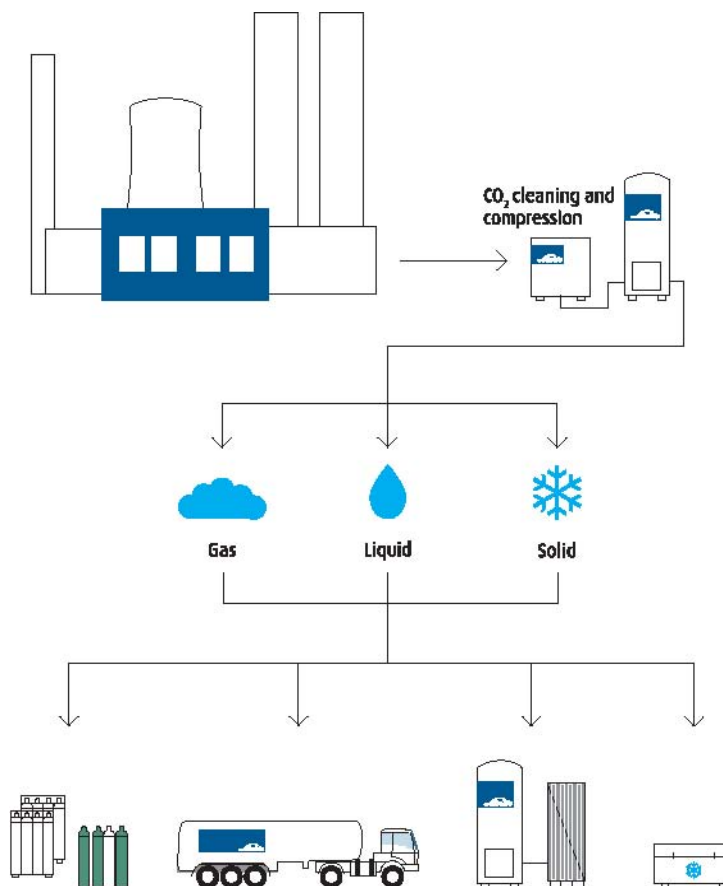 CO₂ cleaning and
compression
Gas
Liquid
Solid